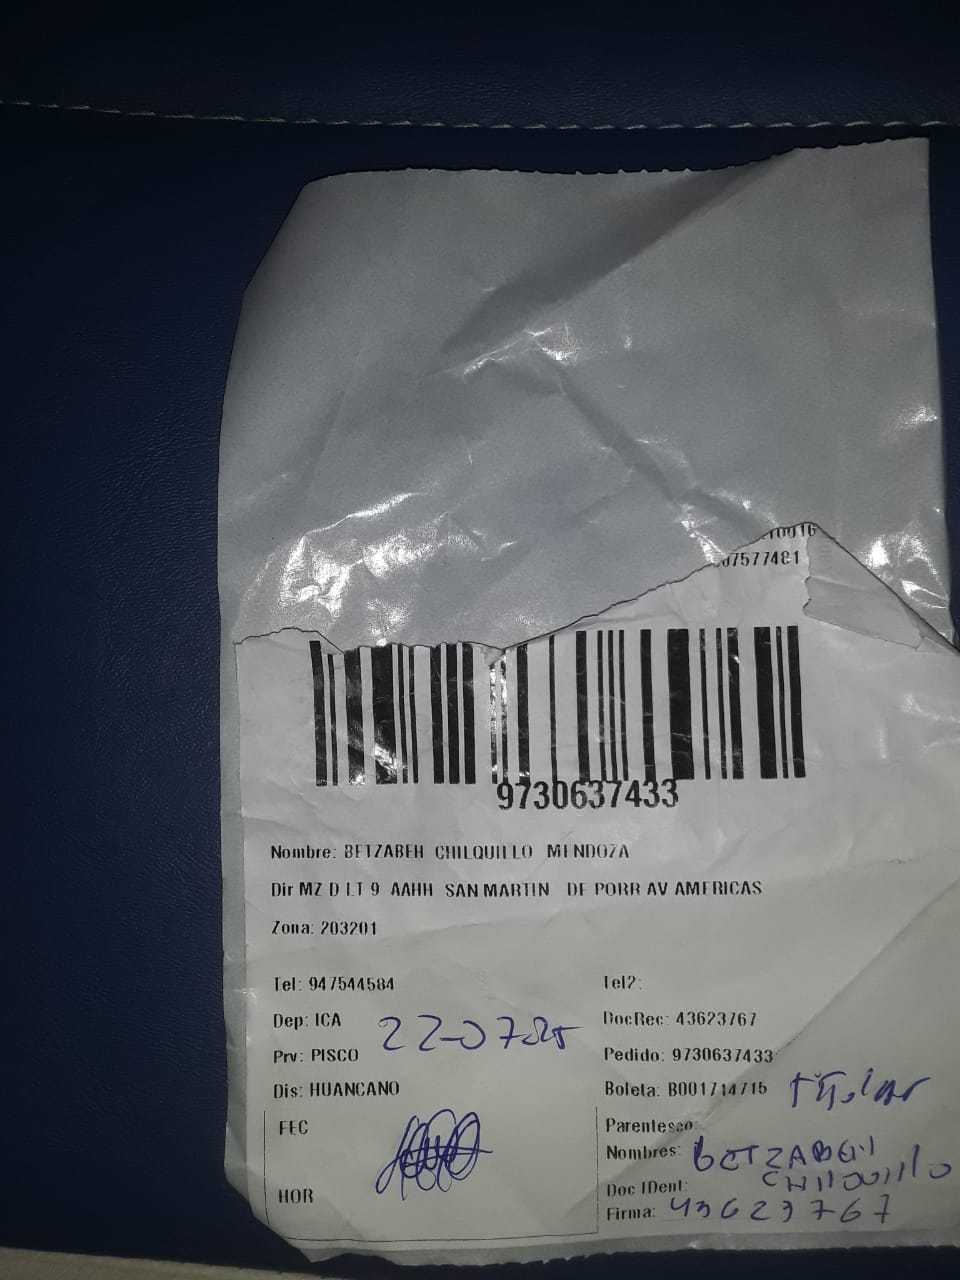 07577481
9730637433
Nombre: BETZABEH CHILQUILLO MENDOZA
Dir MZ D LT 9 AAHH SAN MARTIN DE PORR AV AMERICAS
Zona: 203201
Tel: 947544584 Tel2:
Dep: ICA 22-07-25 DocRec: 43623767
Prv: PISCO Pedido: 9730637433
Dis: HUANCANO Boleta: B001714715 Titular
FEC Parentesco:
Nombres: BETZABEH
CHILQUILLO
HOR Doc IDent:
Firma: 43623767